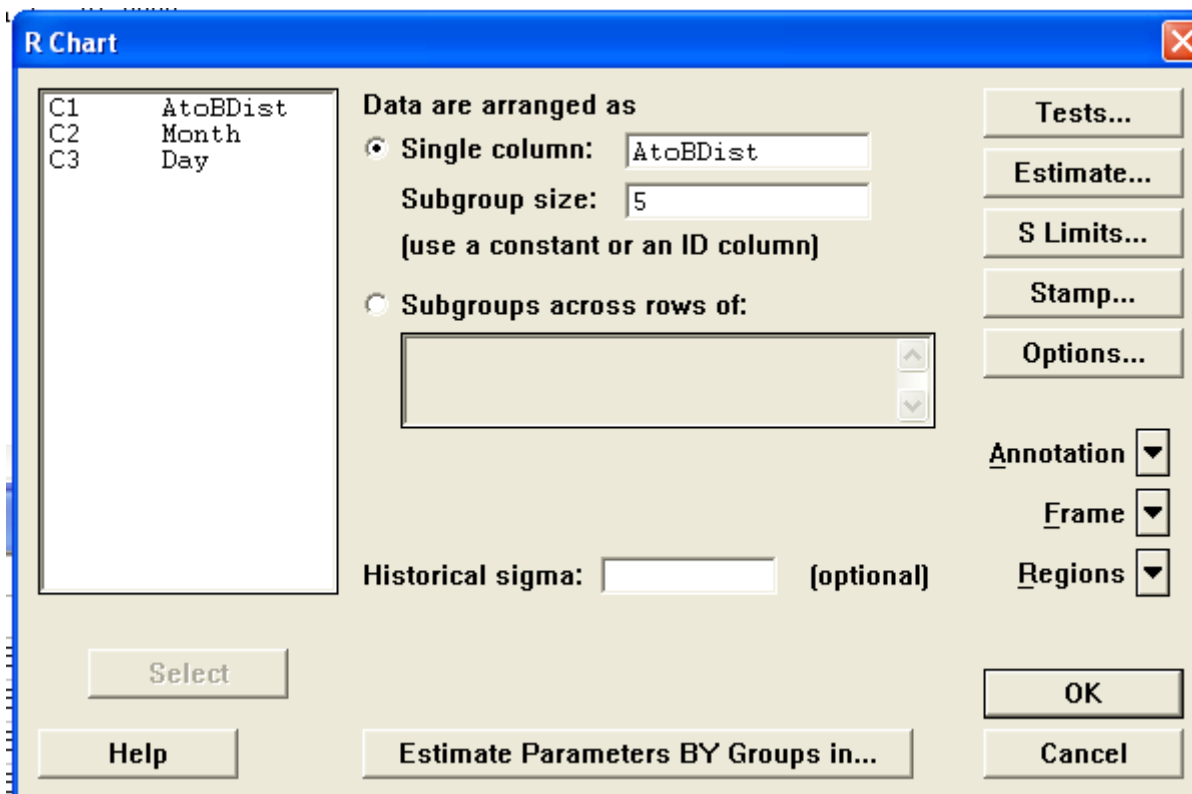 R Chart
C1 AtoBDist
C2 Month
C3 Day
Data are arranged as
Single column: AtoBDist
Subgroup size: 5
(use a constant or an ID column)
Subgroups across rows of:
Historical sigma: (optional)
Tests...
Estimate...
S Limits...
Stamp...
Options...
Annotation
Frame
Regions
Select
OK
Help
Estimate Parameters BY Groups in...
Cancel